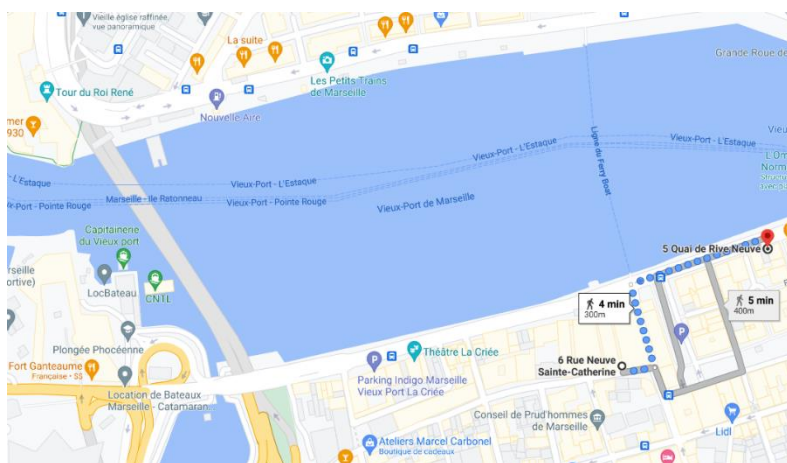 Vieille église raffinée,
vue panoramique
La suite
Grande Roue de
Les Petits Trains
de Marseille
Tour du Roi René
Nouvelle Aire
mer
930
Vieux-Port - L'Estaque
Ligne du Ferry Boat
Vieux
- L'Estaque
Vieux-Port - L'Estaque
L'Om
Norm
Marseille - Ile Ratonneau
Vieux-Port - Pointe Rouge
Port - Pointe Rouge
Vieux-Port de Marseille
Capitainerie
du Vieux port
5 Quai de Rive Neuve
LocBateau
CNTL
4 min
300m
5 min
400m
Plongée Phocéenne
Théâtre La Criée
P
Fort Ganteaume
Française - $$
6 Rue Neuve
Sainte-Catherine
P
Parking Indigo Marseille
Vieux Port La Criée
Location de Bateaux
Marseille - Catamaran
Conseil de Prud'hommes
de Marseille
Lidl
Ateliers Marcel Carbonel
Boutique de cadeaux